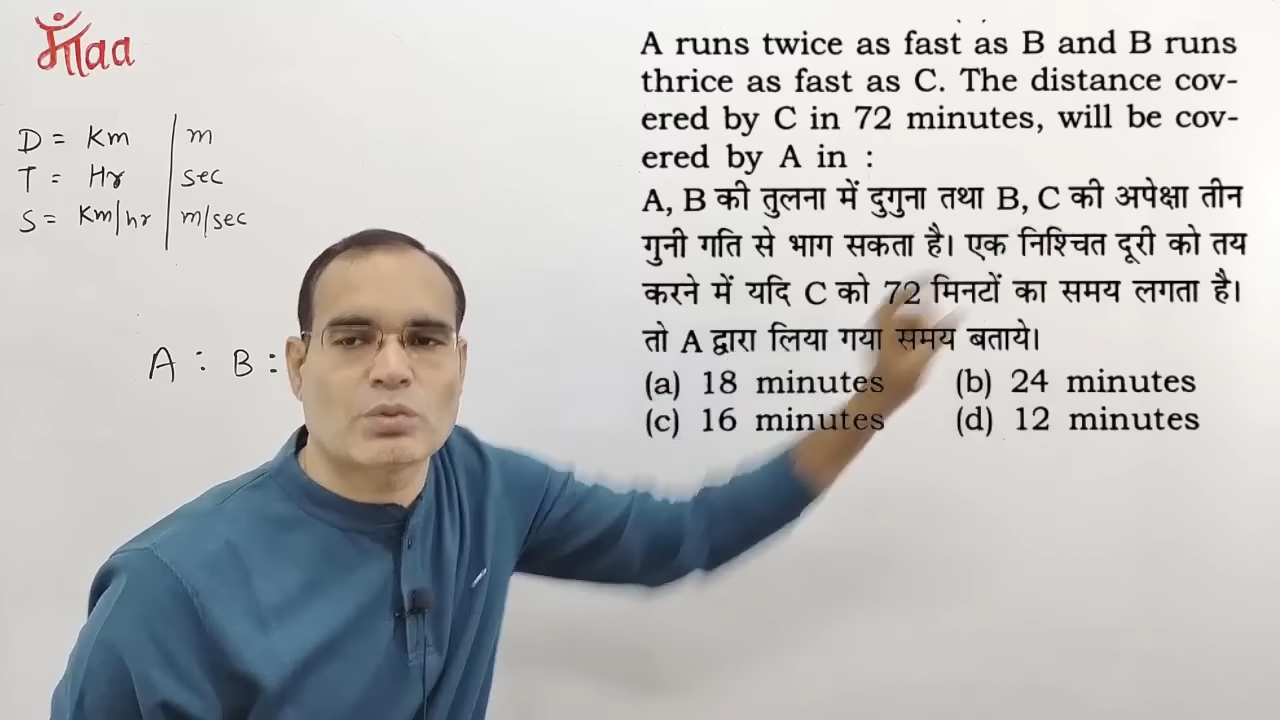 माँaa
D = Km | m
T = Hr | sec
S = Km/hr | m/sec
A : B :
A runs twice as fast as B and B runs
thrice as fast as C. The distance cov-
ered by C in 72 minutes, will be cov-
ered by A in :
A, B की तुलना में दुगुना तथा B, C की अपेक्षा तीन
गुनी गति से भाग सकता है। एक निश्चित दूरी को तय
करने में यदि C को 72 मिनटों का समय लगता है।
तो A द्वारा लिया गया समय बताये।
(a) 18 minutes (b) 24 minutes
(c) 16 minutes (d) 12 minutes